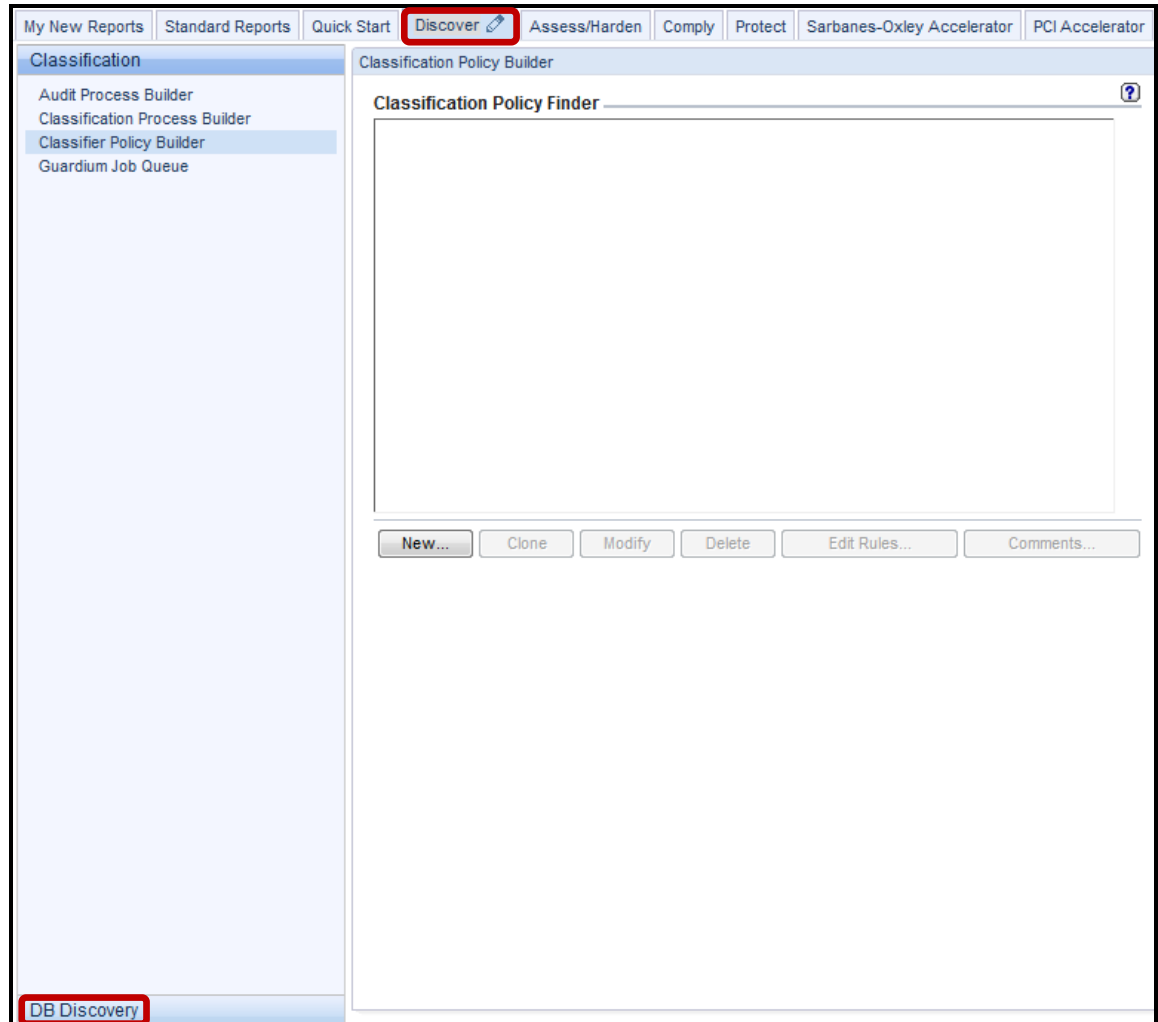 My New Reports Standard Reports Quick Start Discover Assess/Harden Comply Protect Sarbanes-Oxley Accelerator PCI Accelerator
Classification
Audit Process Builder
Classification Process Builder
Classifier Policy Builder
Guardium Job Queue
DB Discovery
Classification Policy Builder
Classification Policy Finder
?
New... Clone Modify Delete Edit Rules... Comments...